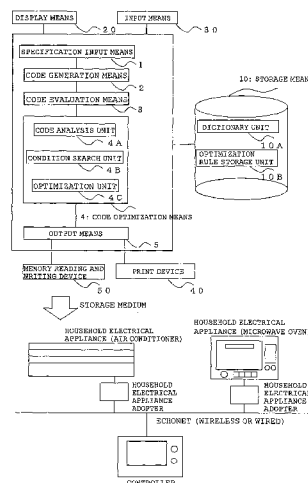 DISPLAY MEANS
INPUT MEANS
20
30
SPECIFICATION INPUT MEANS
1
10: STORAGE MEAN
CODE GENERATION MEANS
2
CODE EVALUATION MEANS
3
CODE ANALYSIS UNIT
4A
CONDITION SEARCH UNIT
4B
OPTIMIZATION UNIT
4C
DICTIONARY UNIT
10A
OPTIMIZATION
RULE STORAGE UNIT
10B
4: CODE OPTIMIZATION MEANS
OUTPUT MEANS
5
MEMORY READING AND
WRITING DEVICE
50
PRINT DEVICE
40
STORAGE MEDIUM
HOUSEHOLD ELECTRICAL
APPLIANCE (AIR CONDITIONER)
HOUSEHOLD ELECTRICAL
APPLIANCE (MICROWAVE OVEN
HOUSEHOLD
ELECTRICAL
APPLIANCE
ADOPTER
HOUSEHOLD
ELECTRICAL
APPLIANCE
ADOPTER
ECHONET (WIRELESS OR WIRED)
CONTROLLER